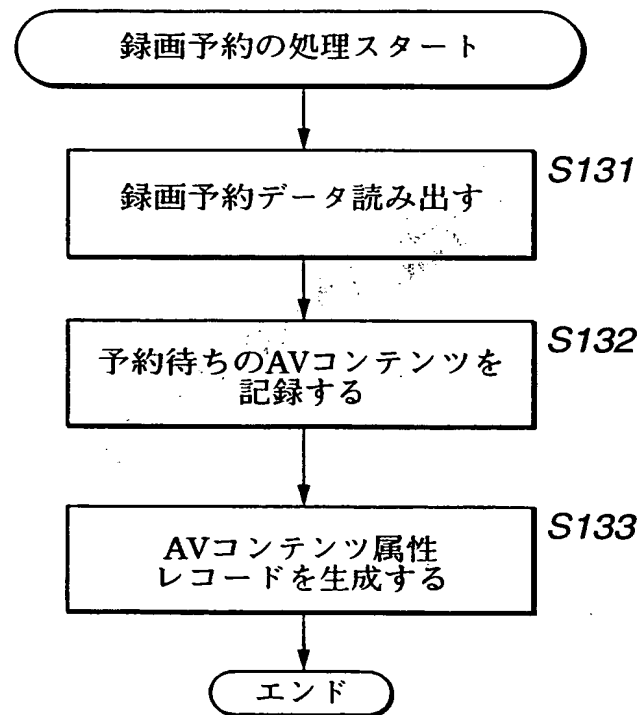 録画予約の処理スタート
録画予約データ読み出す
S131
予約待ちのAVコンテンツを
記録する
S132
AVコンテンツ属性
レコードを生成する
S133
エンド